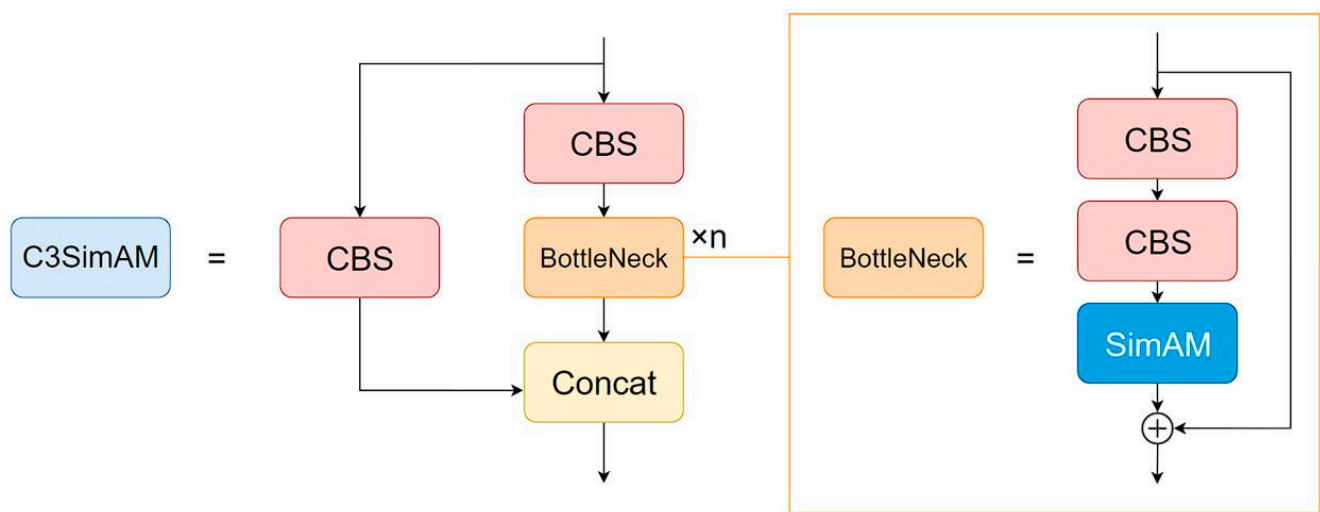 C3SimAM
=
CBS
CBS
BottleNeck
×n
Concat
BottleNeck
=
CBS
CBS
SimAM
+